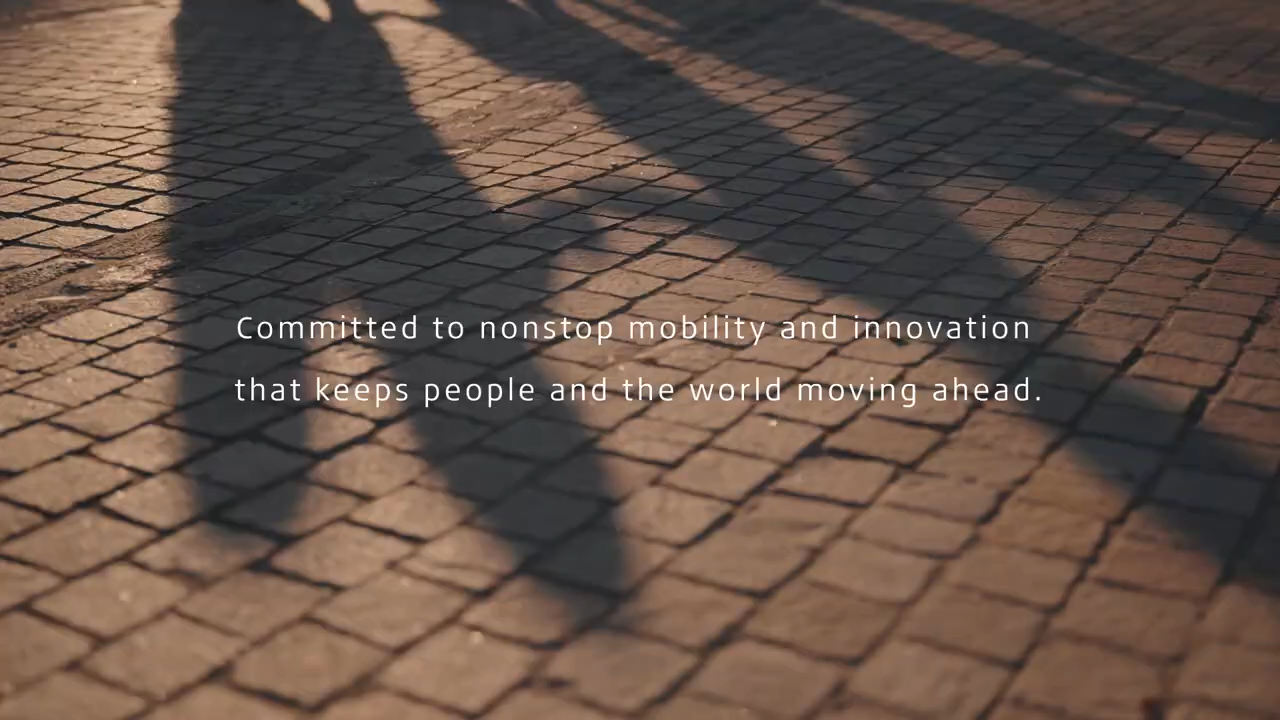 Committed to nonstop mobility and innovation
that keeps people and the world moving ahead.